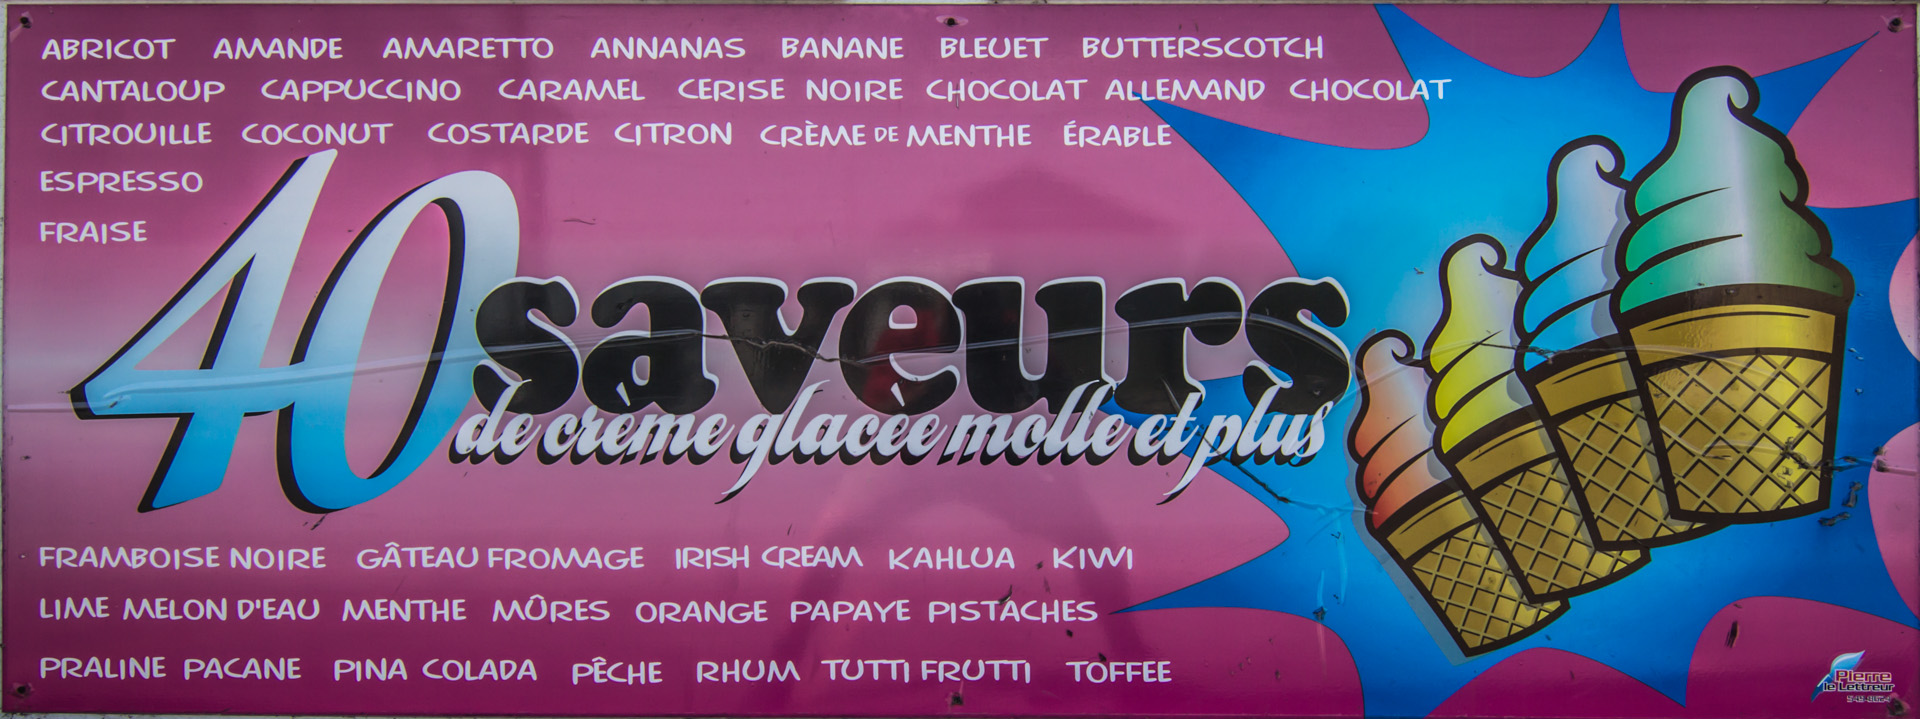 ABRICOT AMANDE AMARETTO ANNANAS BANANE BLEUET BUTTERSCOTCH
CANTALOUP CAPPUCCINO CARAMEL CERISE NOIRE CHOCOLAT ALLEMAND CHOCOLAT
CITROUILLE COCONUT COSTARDE CITRON CRÈME DE MENTHE ÉRABLE
ESPRESSO
FRAISE
40 saveurs
de crème glacée molle et plus
FRAMBOISE NOIRE GÂTEAU FROMAGE IRISH CREAM KAHLUA KIWI
LIME MELON D'EAU MENTHE MÛRES ORANGE PAPAYE PISTACHES
PRALINE PACANE PINA COLADA PÊCHE RHUM TUTTI FRUTTI TOFFEE
Pierre
le Lettreur